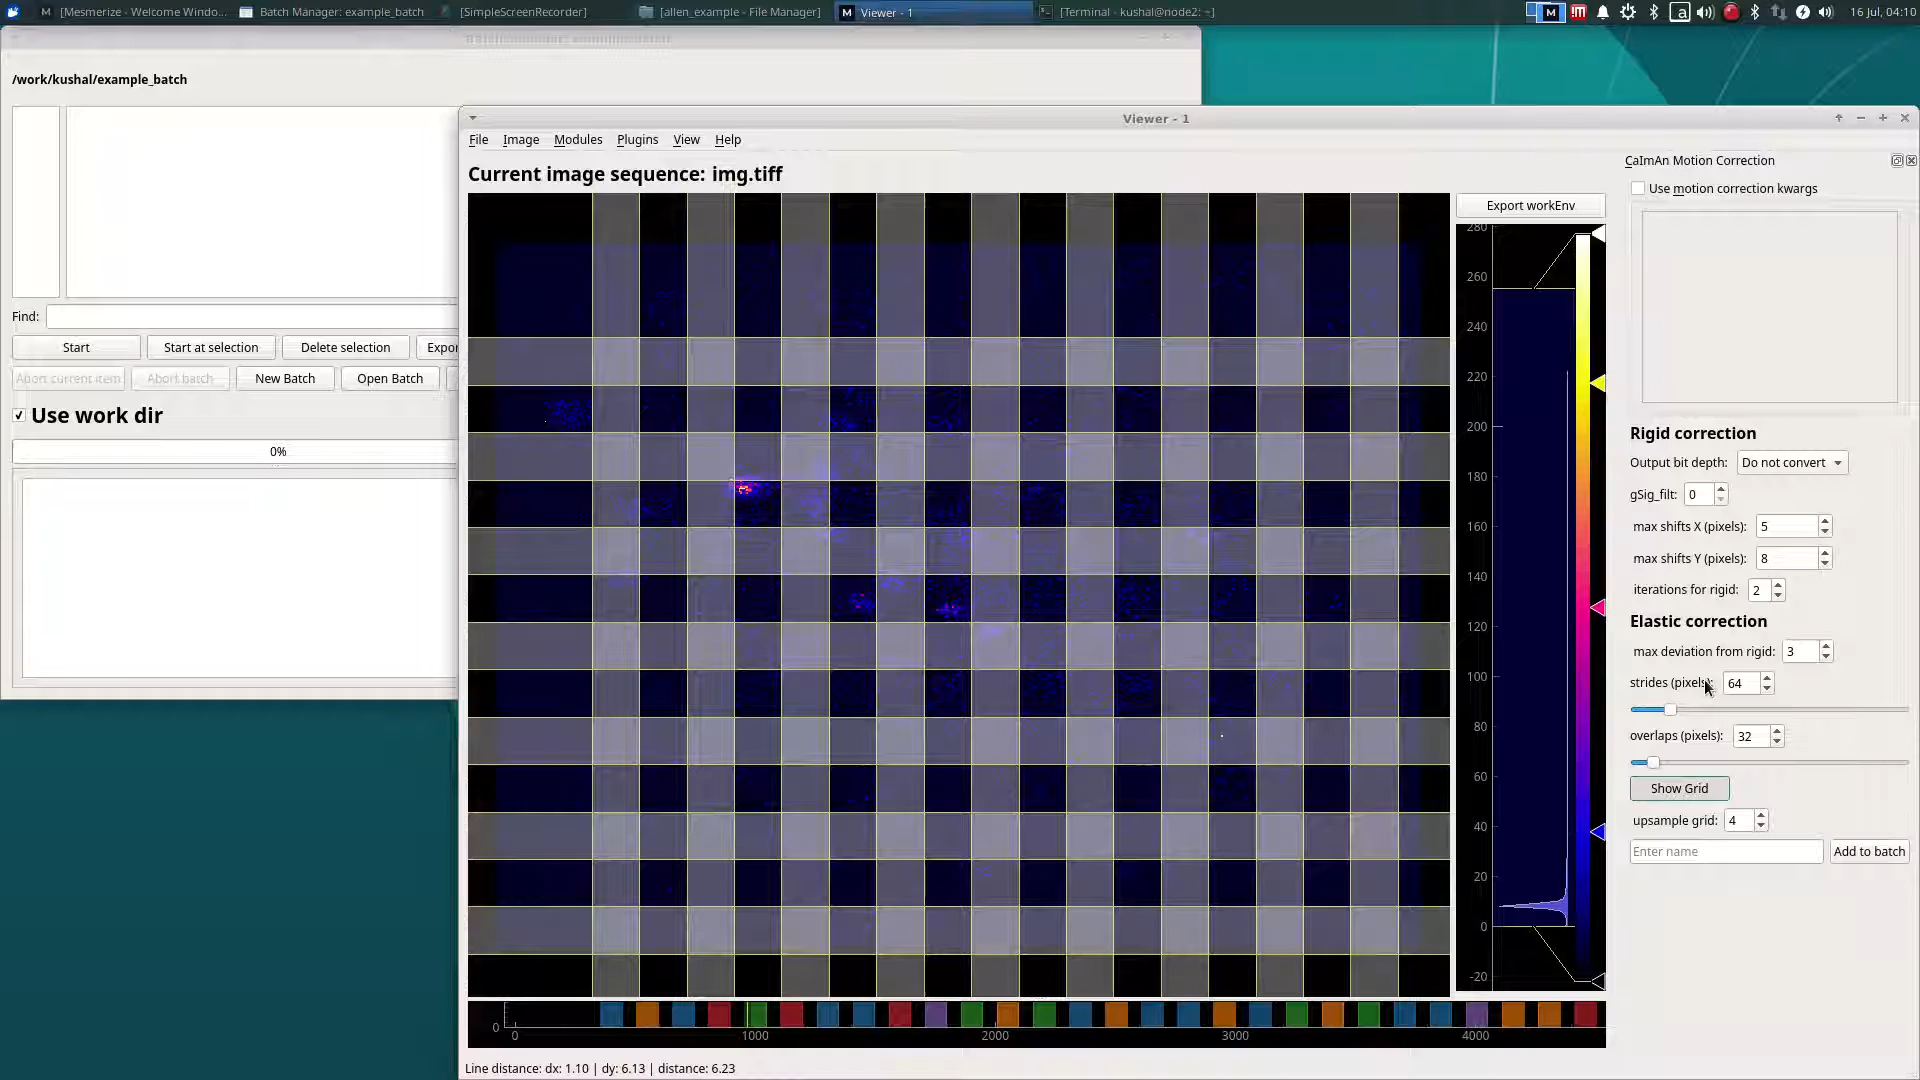 [Mesmerize - Welcome Windo...
Batch Manager: example_batch
[SimpleScreenRecorder]
[allen_example - File Manager]
M Viewer - 1
[Terminal - kushal@node2: ~]
16 Jul, 04:10
/work/kushal/example_batch
Find:
Start
Start at selection
Delete selection
Expor
Abort current item
Abort batch
New Batch
Open Batch
Use work dir
0%
Viewer - 1
File Image Modules Plugins View Help
Current image sequence: img.tiff
Export workEnv
280
260
240
220
200
180
160
140
120
100
80
60
40
20
0
-20
0
0 1000 2000 3000 4000
Line distance: dx: 1.10 | dy: 6.13 | distance: 6.23
CaImAn Motion Correction
Use motion correction kwargs
Rigid correction
Output bit depth: Do not convert
gSig_filt: 0
max shifts X (pixels): 5
max shifts Y (pixels): 8
iterations for rigid: 2
Elastic correction
max deviation from rigid: 3
strides (pixels): 64
overlaps (pixels): 32
Show Grid
upsample grid: 4
Enter name
Add to batch